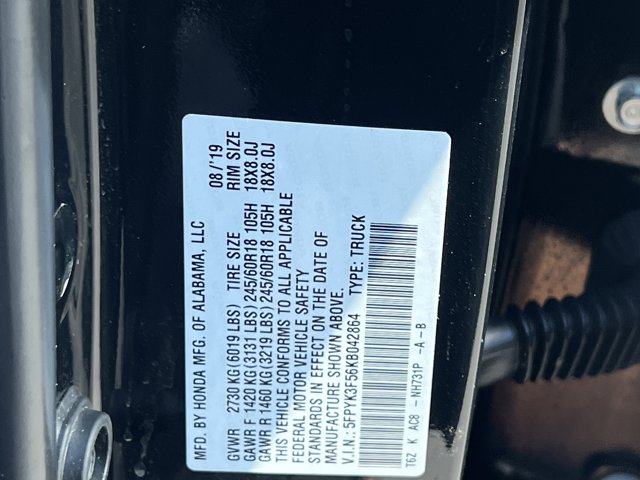 MFD. BY HONDA MFG. OF ALABAMA, LLC 08/'19
GVWR 2730 KG (6019 LBS) TIRE SIZE RIM SIZE
GAWR F 1420 KG (3131 LBS) 245/60R18 105H 18X8.0J
GAWR R 1460 KG (3219 LBS) 245/60R18 105H 18X8.0J
THIS VEHICLE CONFORMS TO ALL APPLICABLE
FEDERAL MOTOR VEHICLE SAFETY
STANDARDS IN EFFECT ON THE DATE OF
MANUFACTURE SHOWN ABOVE.
V.I.N.: 5FPYK3F56KB042864 TYPE: TRUCK
T6Z K AC8 - NH731P -A - B